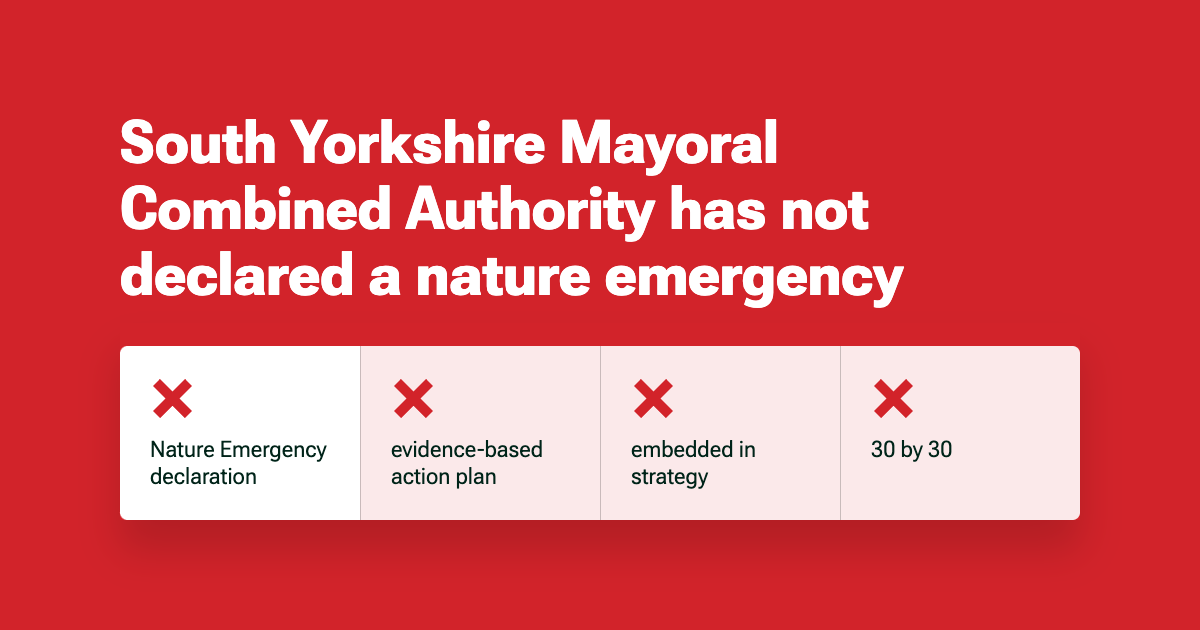 South Yorkshire Mayoral
Combined Authority has not
declared a nature emergency
Nature Emergency
declaration
evidence-based
action plan
embedded in
strategy
30 by 30